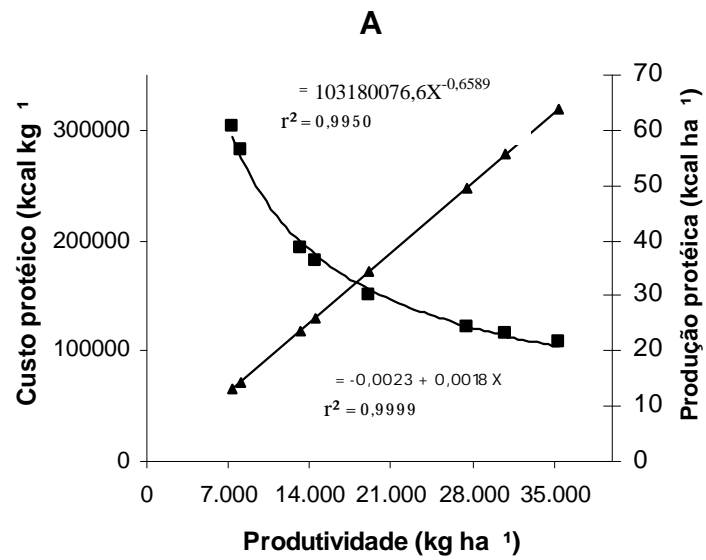 A
= 103180076,6X^-0,6589
r² = 0,9950
= -0,0023 + 0,0018 X
r² = 0,9999
Custo protéico (kcal kg ¹)
300000
200000
100000
0
Produção protéica (kcal ha ¹)
70
60
50
40
30
20
10
0
0 7.000 14.000 21.000 28.000 35.000
Produtividade (kg ha ¹)